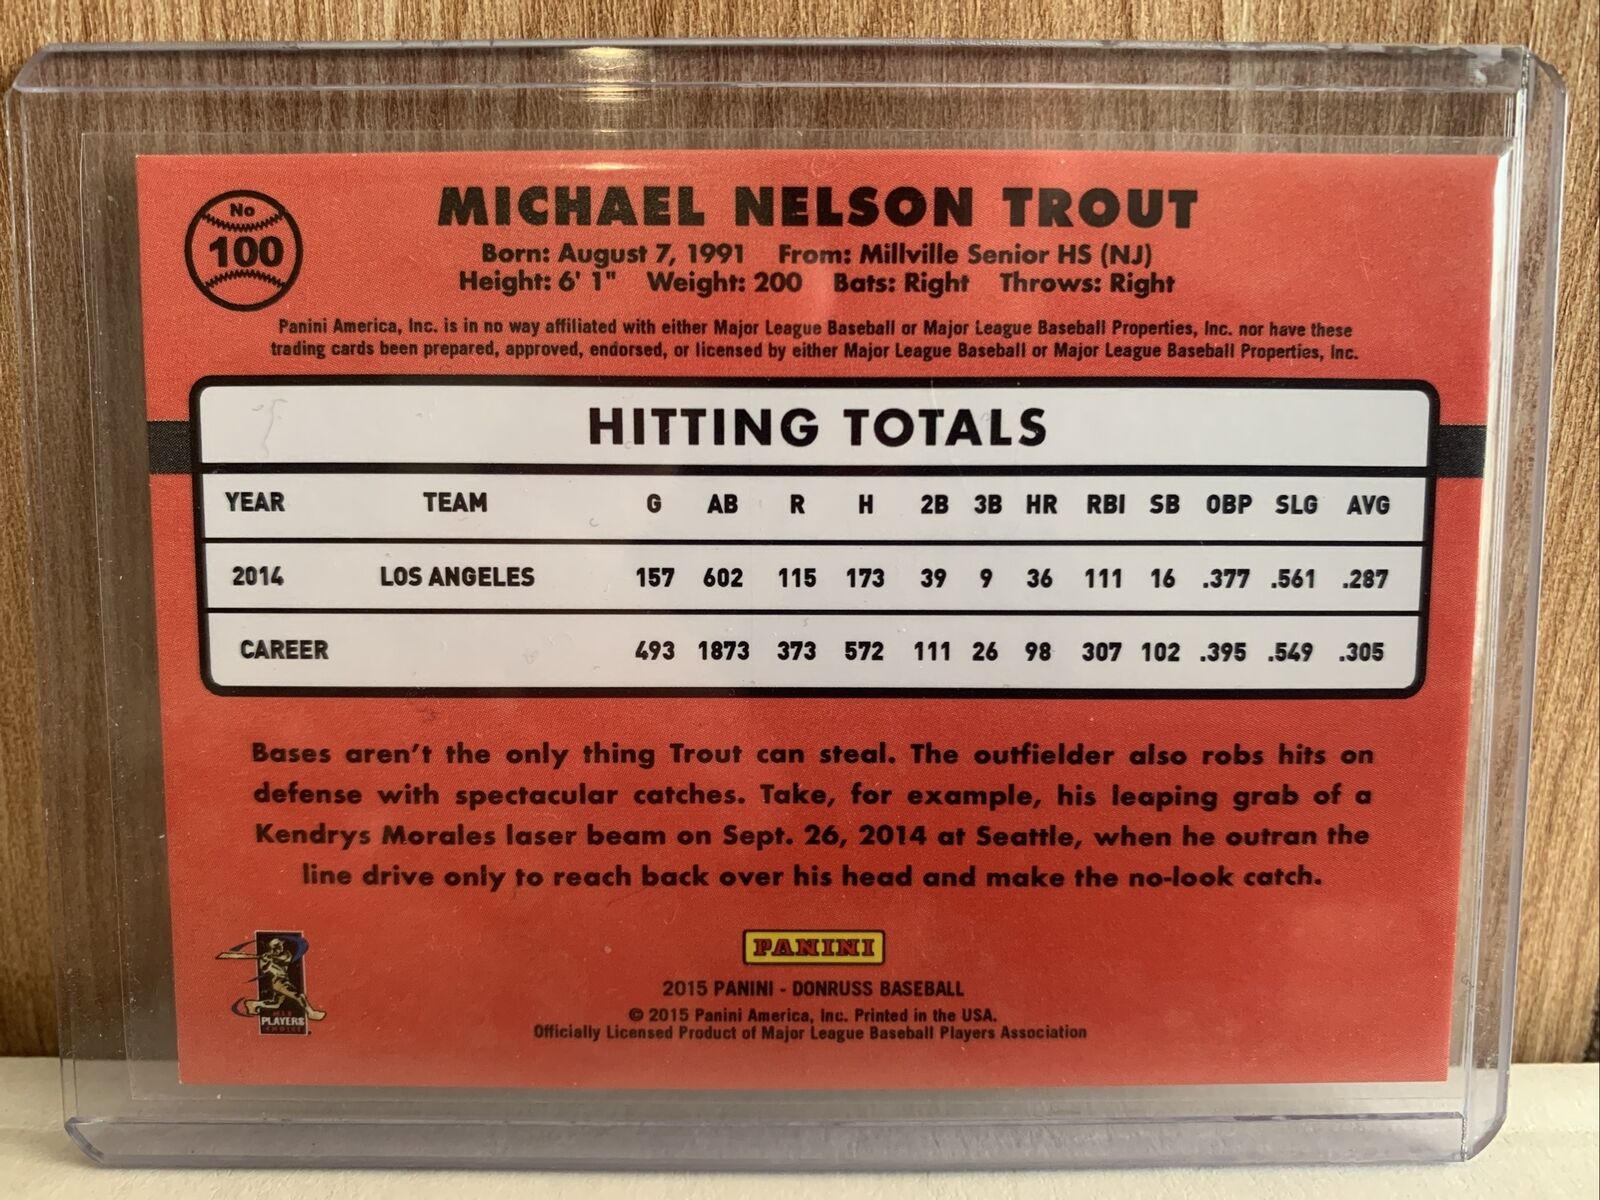 No
100
MICHAEL NELSON TROUT
Born: August 7, 1991 From: Millville Senior HS (NJ)
Height: 6' 1" Weight: 200 Bats: Right Throws: Right
Panini America, Inc. is in no way affiliated with either Major League Baseball or Major League Baseball Properties, Inc. nor have these
trading cards been prepared, approved, endorsed, or licensed by either Major League Baseball or Major League Baseball Properties, Inc.
HITTING TOTALS
YEAR TEAM G AB R H 2B 3B HR RBI SB OBP SLG AVG
2014 LOS ANGELES 157 602 115 173 39 9 36 111 16 .377 .561 .287
CAREER 493 1873 373 572 111 26 98 307 102 .395 .549 .305
Bases aren't the only thing Trout can steal. The outfielder also robs hits on
defense with spectacular catches. Take, for example, his leaping grab of a
Kendrys Morales laser beam on Sept. 26, 2014 at Seattle, when he outran the
line drive only to reach back over his head and make the no-look catch.
MLB
PLAYERS
CHOICE
PANINI
2015 PANINI - DONRUSS BASEBALL
© 2015 Panini America, Inc. Printed in the USA.
Officially Licensed Product of Major League Baseball Players Association